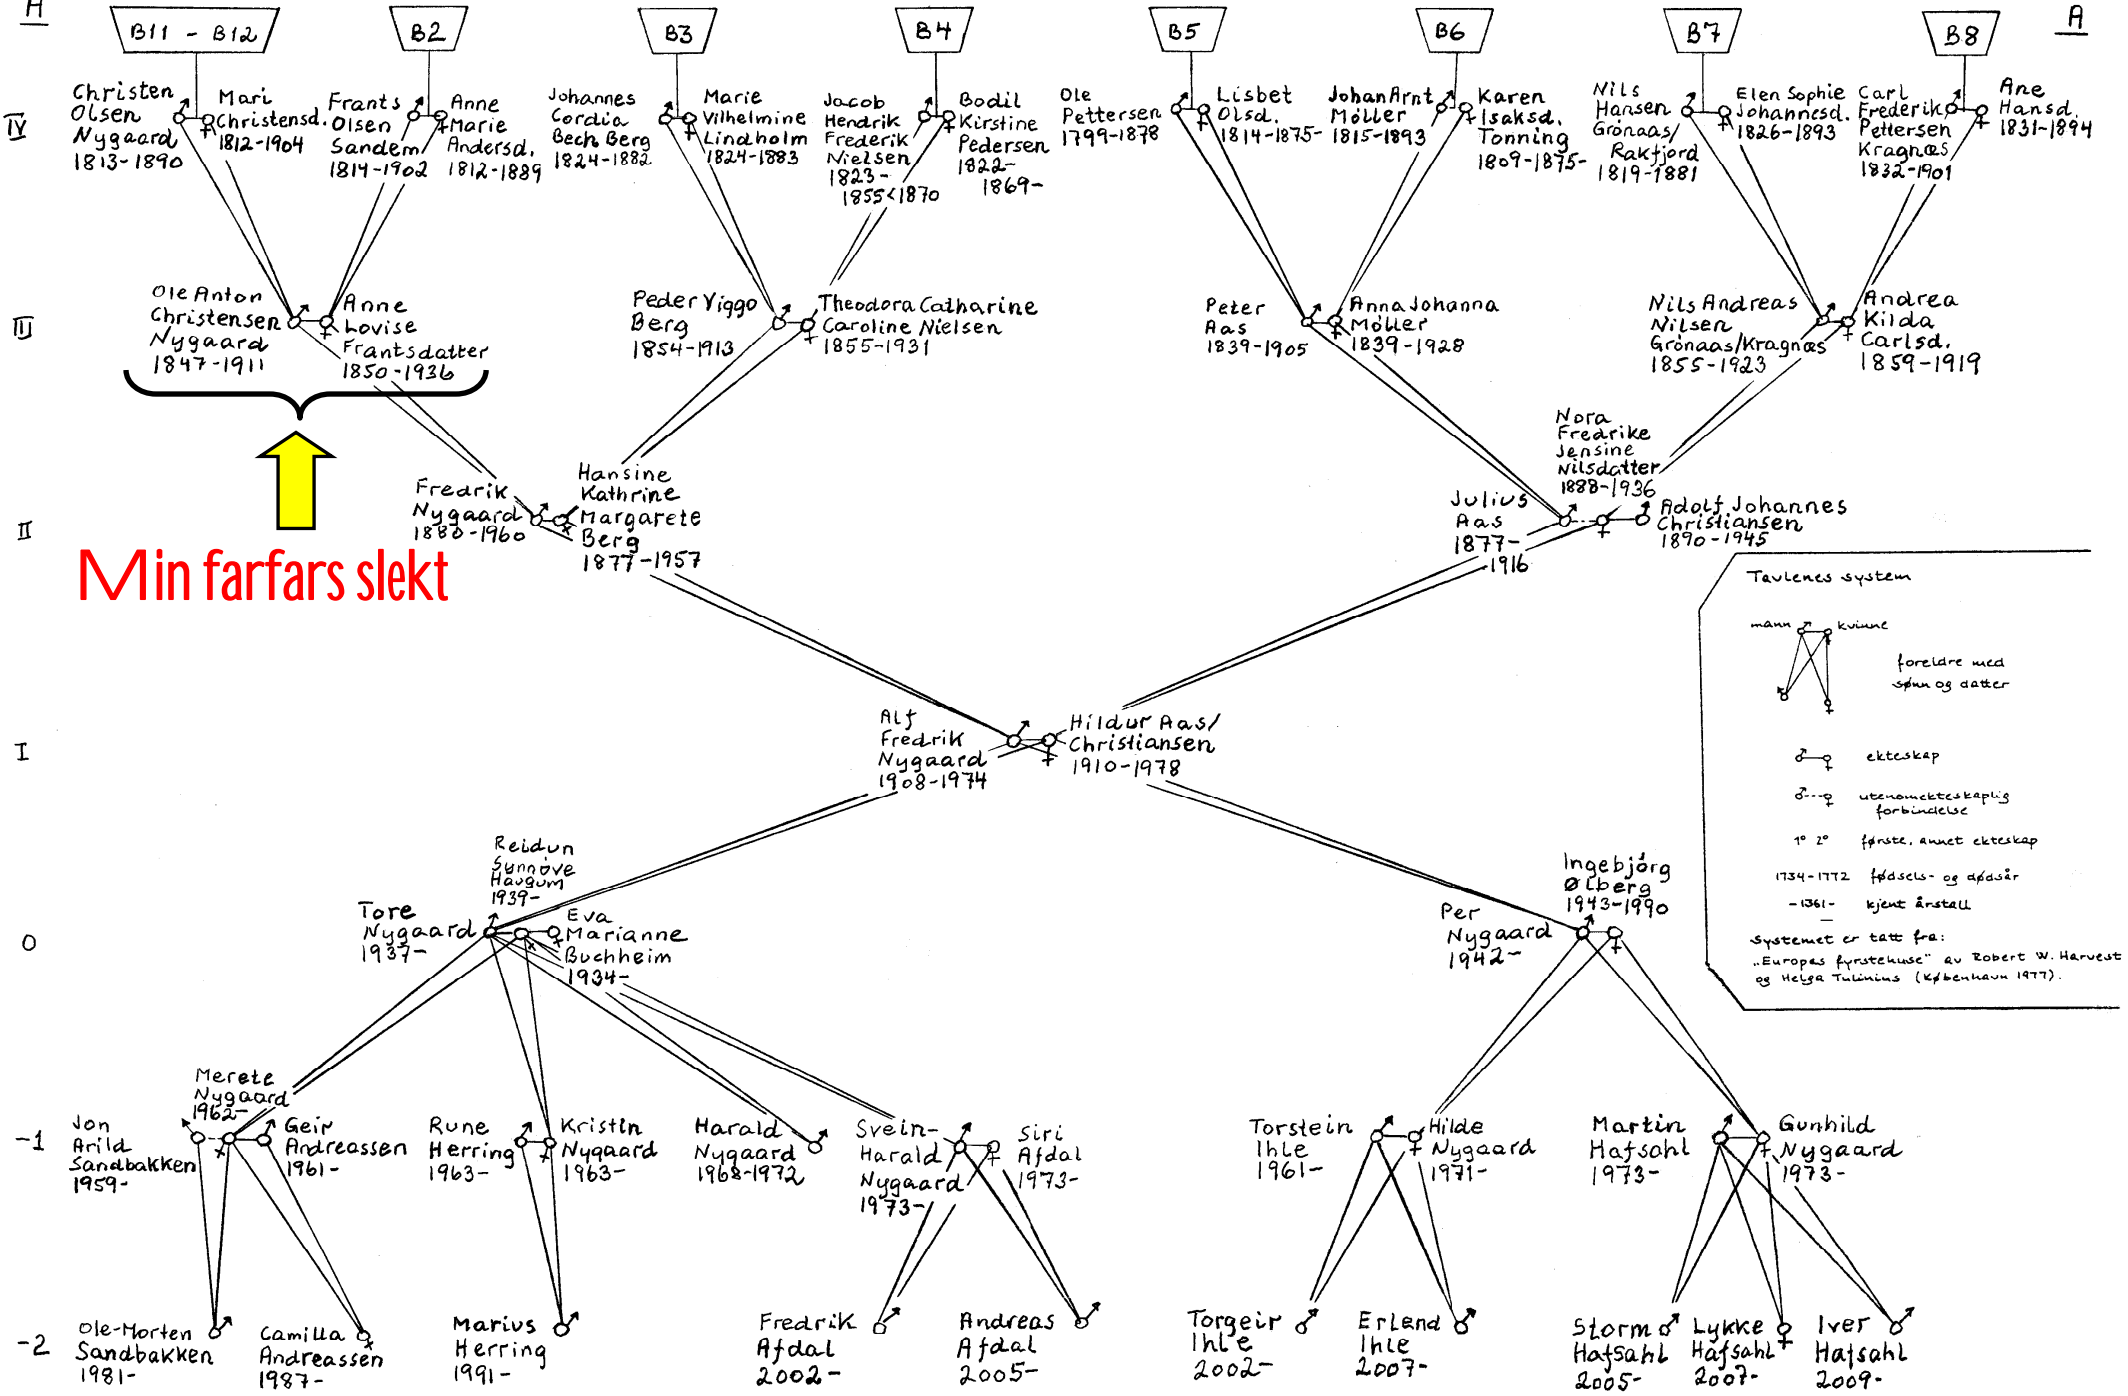 H
A
B11 - B12
B2
B3
B4
B5
B6
B7
B8
IV
Christen
Olsen
Nygaard
1813-1890
Mari
Christensd.
1812-1904
Frants
Olsen
Sandem
1814-1902
Anne
Marie
Andersd.
1812-1889
Johannes
Cordia
Bech Berg
1824-1882
Marie
Vilhelmine
Lindholm
1824-1883
Jacob
Hendrik
Frederik
Nielsen
1823-
1855<1870
Bodil
Kirstine
Pedersen
1822-
1869-
Ole
Pettersen
1799-1878
Lisbet
Olsd.
1814-1875-
Johan Arnt
Möller
1815-1893
Karen
Isaksd.
Tonning
1809-1875-
Nils
Hansen
Grönaas/
Rakfjord
1819-1881
Elen Sophie
Johannesd.
1826-1893
Carl
Frederik
Pettersen
Kragnæs
1832-1901
Ane
Hansd.
1831-1894
III
Ole Anton
Christensen
Nygaard
1847-1911
Anne
Lovise
Frantsdatter
1850-1936
Peder Viggo
Berg
1854-1913
Theodora Catharine
Caroline Nielsen
1855-1931
Peter
Aas
1839-1905
Anna Johanna
Möller
1839-1928
Nils Andreas
Nilsen
Grönaas/Kragnæs
1855-1923
Andrea
Kilda
Carlsd.
1859-1919
II
Fredrik
Nygaard
1880-1960
Hansine
Kathrine
Margarete
Berg
1877-1957
Julius
Aas
1877-
-1916
Nora
Fredrike
Jensine
Nilsdatter
1888-1936
Adolf Johannes
Christiansen
1890-1945
Min farfars slekt
Tavlenes system
mann
kvinne
foreldre med
sønn og datter
ekteskap
utenomekteskaplig
forbindelse
1° 2° første, annet ekteskap
1734-1772 fødsels- og dødsår
-1361- kjent årstall
Systemet er tatt fra:
"Europas fyrstehuse" av Robert W. Harvest
og Helga Tulinius (København 1977).
I
Alf
Fredrik
Nygaard
1908-1974
Hildur Aas/
Christiansen
1910-1978
0
Tore
Nygaard
1937-
Reidun
Synnöve
Haugum
1939-
Eva
Marianne
Buchheim
1934-
Per
Nygaard
1942-
Ingebjörg
Ølberg
1943-1990
-1
Jon
Arild
Sandbakken
1959-
Merete
Nygaard
1962-
Geir
Andreassen
1961-
Rune
Herring
1963-
Kristin
Nygaard
1963-
Harald
Nygaard
1968-1972
Svein-
Harald
Nygaard
1973-
Siri
Afdal
1973-
Torstein
Ihle
1961-
Hilde
Nygaard
1971-
Martin
Hafsahl
1973-
Gunhild
Nygaard
1973-
-2
Ole-Morten
Sandbakken
1981-
Camilla
Andreassen
1987-
Marius
Herring
1991-
Fredrik
Afdal
2002-
Andreas
Afdal
2005-
Torgeir
Ihle
2002-
Erlend
Ihle
2007-
Storm
Hafsahl
2005-
Lykke
Hafsahl
2007-
Iver
Hafsahl
2009-